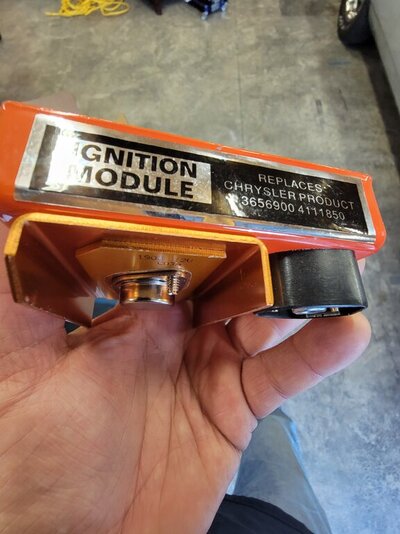 IGNITION
MODULE
REPLACES:
CHRYSLER PRODUCT
3656900 4111850